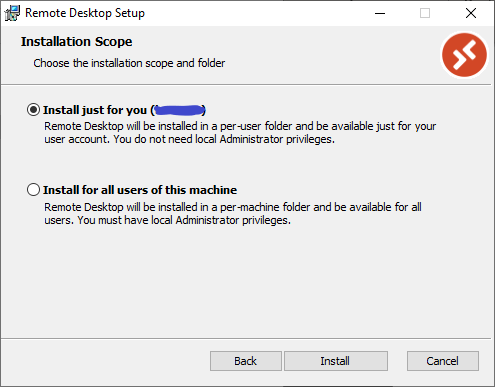 Remote Desktop Setup
Installation Scope
Choose the installation scope and folder
Install just for you (        )
Remote Desktop will be installed in a per-user folder and be available just for your
user account. You do not need local Administrator privileges.
Install for all users of this machine
Remote Desktop will be installed in a per-machine folder and be available for all
users. You must have local Administrator privileges.
Back
Install
Cancel